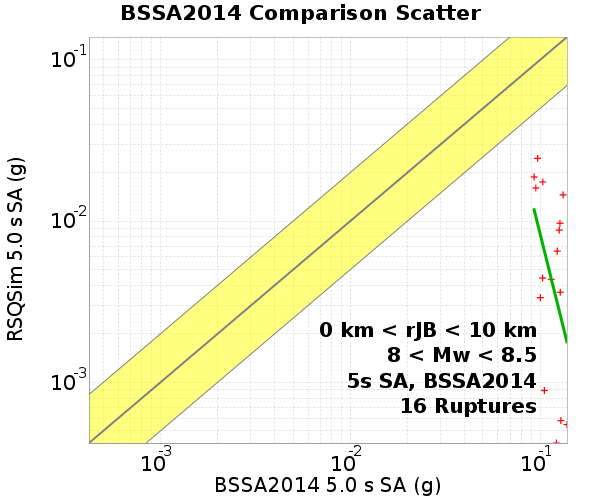 BSSA2014 Comparison Scatter
RSQSim 5.0 s SA (g)
10^-1
10^-2
10^-3
0 km < rJB < 10 km
8 < Mw < 8.5
5s SA, BSSA2014
16 Ruptures
10^-3 10^-2 10^-1
BSSA2014 5.0 s SA (g)